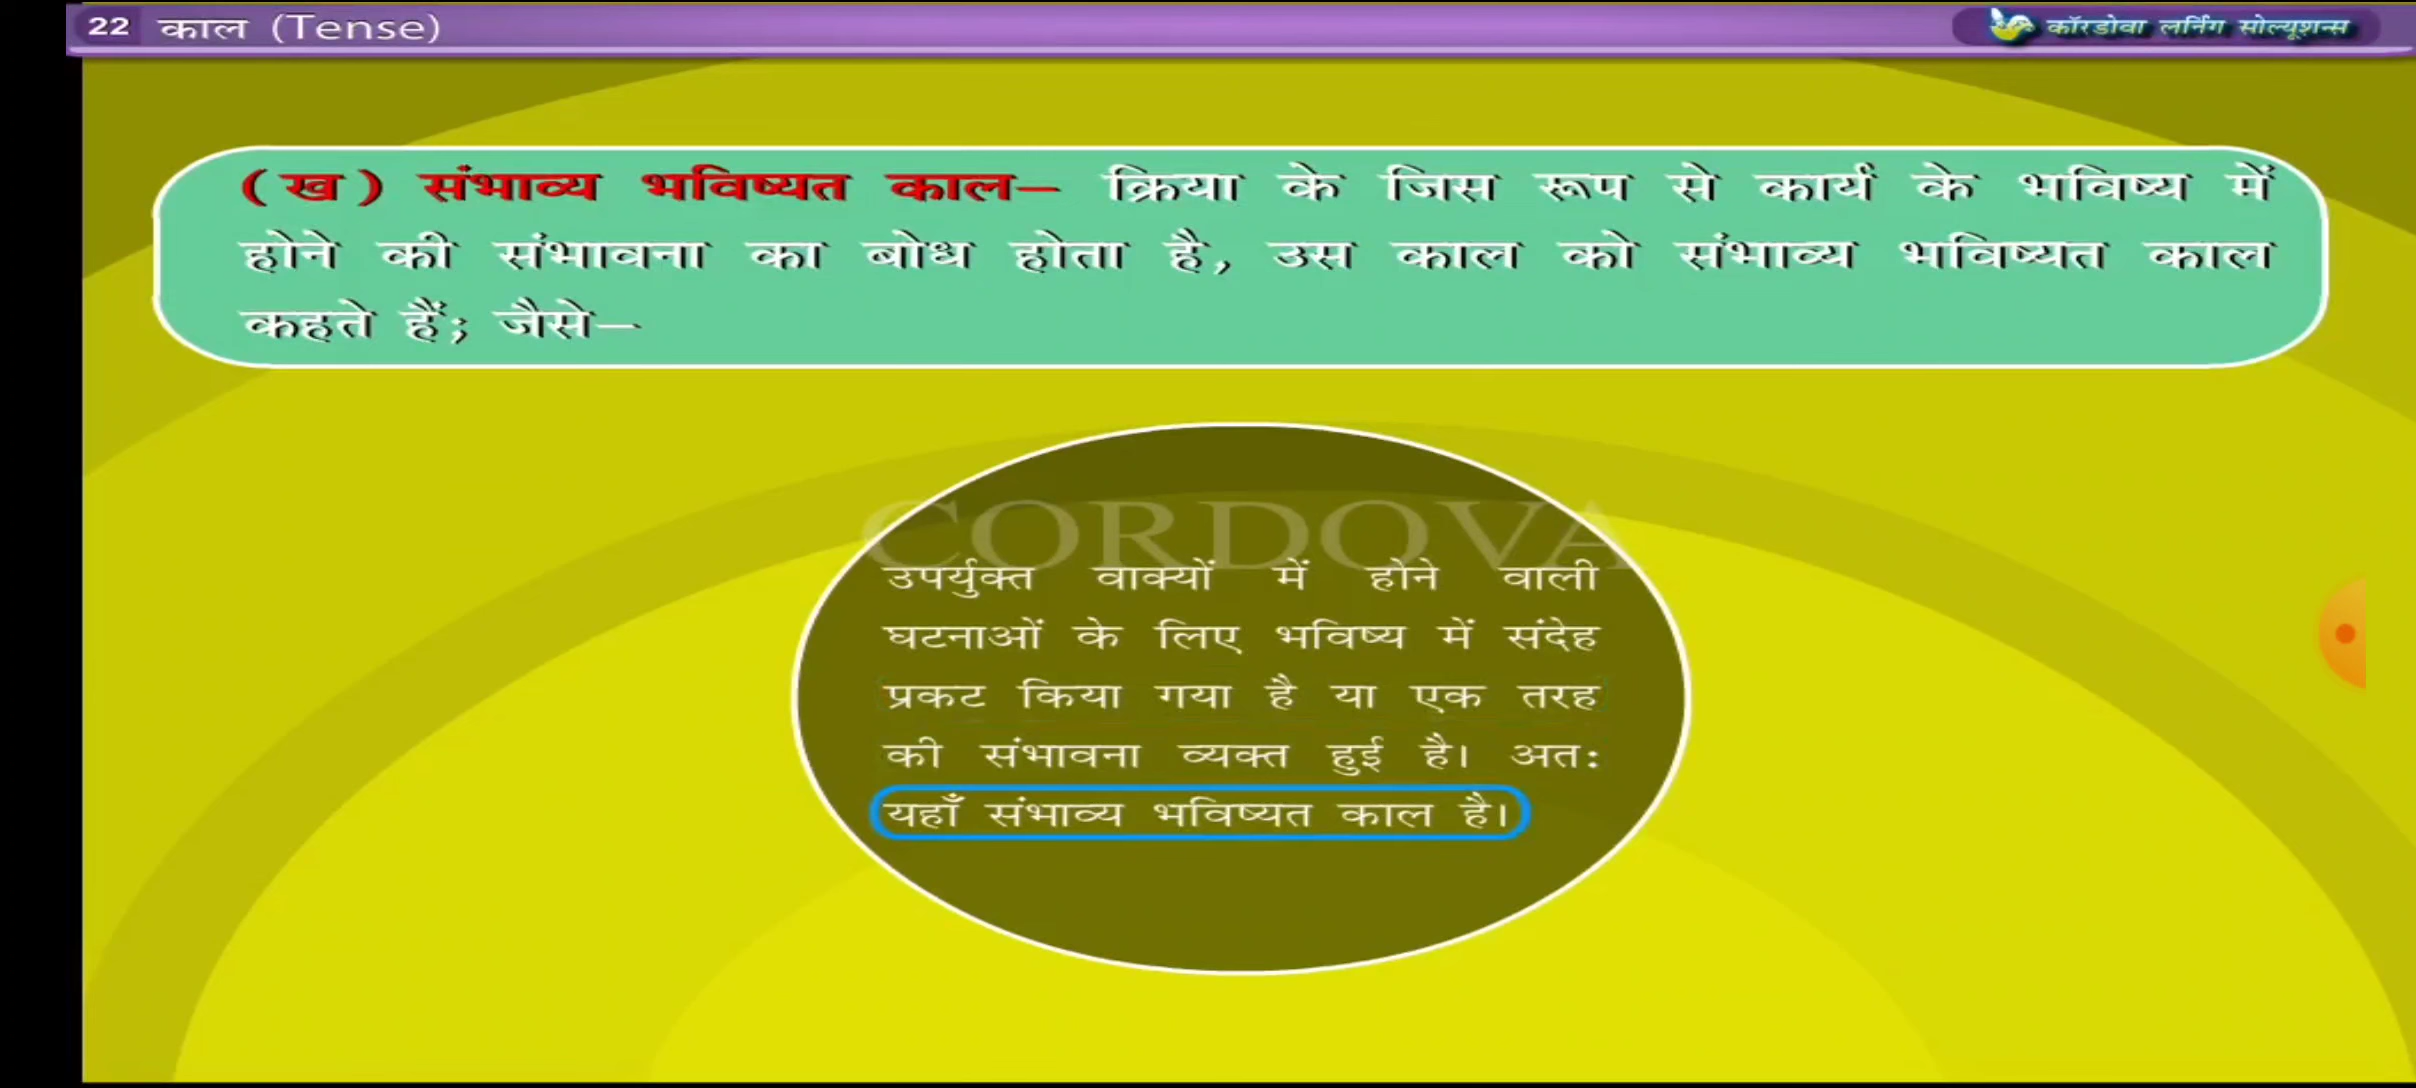 22 काल (Tense)
कॉरडोवा लर्निंग सोल्यूशन्स
(ख) संभाव्य भविष्यत काल– क्रिया के जिस रूप से कार्य के भविष्य में
होने की संभावना का बोध होता है, उस काल को संभाव्य भविष्यत काल
कहते हैं; जैसे–
CORDOVA
उपर्युक्त वाक्यों में होने वाली
घटनाओं के लिए भविष्य में संदेह
प्रकट किया गया है या एक तरह
की संभावना व्यक्त हुई है। अतः
यहाँ संभाव्य भविष्यत काल है।